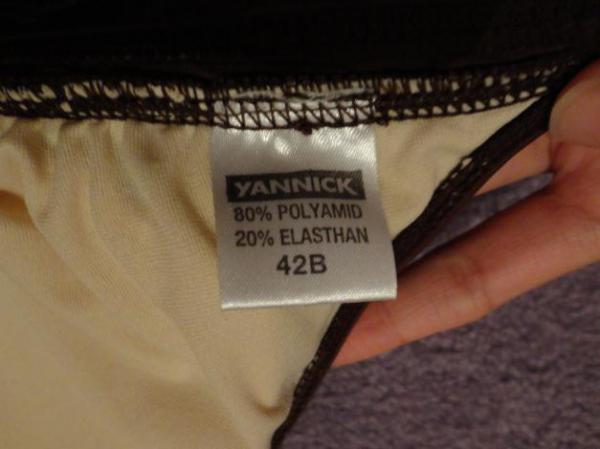 YANNICK
80% POLYAMID
20% ELASTHAN
42B